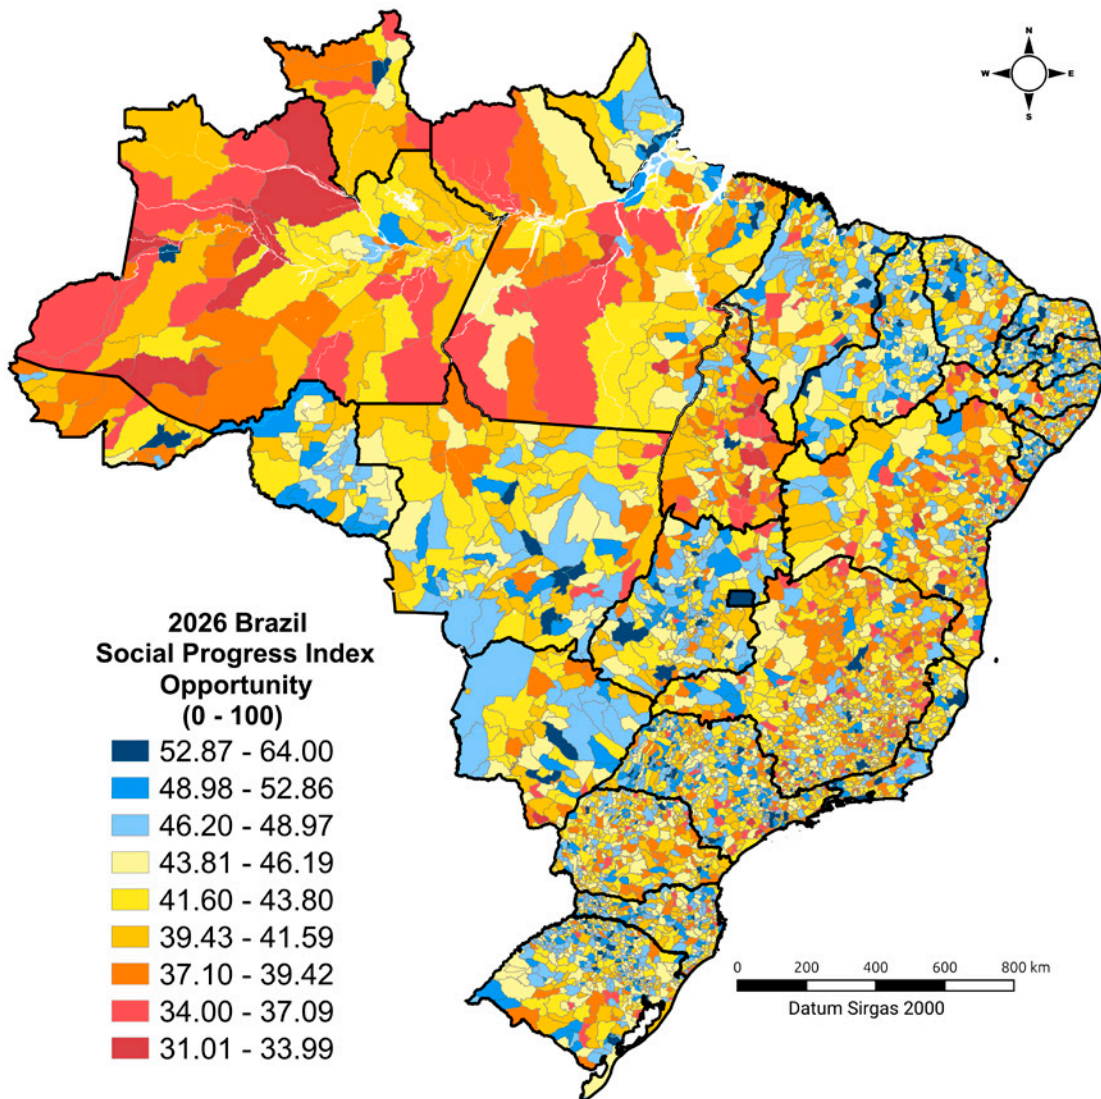 N
W E
S
2026 Brazil
Social Progress Index
Opportunity
(0 - 100)
52.87 - 64.00
48.98 - 52.86
46.20 - 48.97
43.81 - 46.19
41.60 - 43.80
39.43 - 41.59
37.10 - 39.42
34.00 - 37.09
31.01 - 33.99
0 200 400 600 800 km
Datum Sirgas 2000